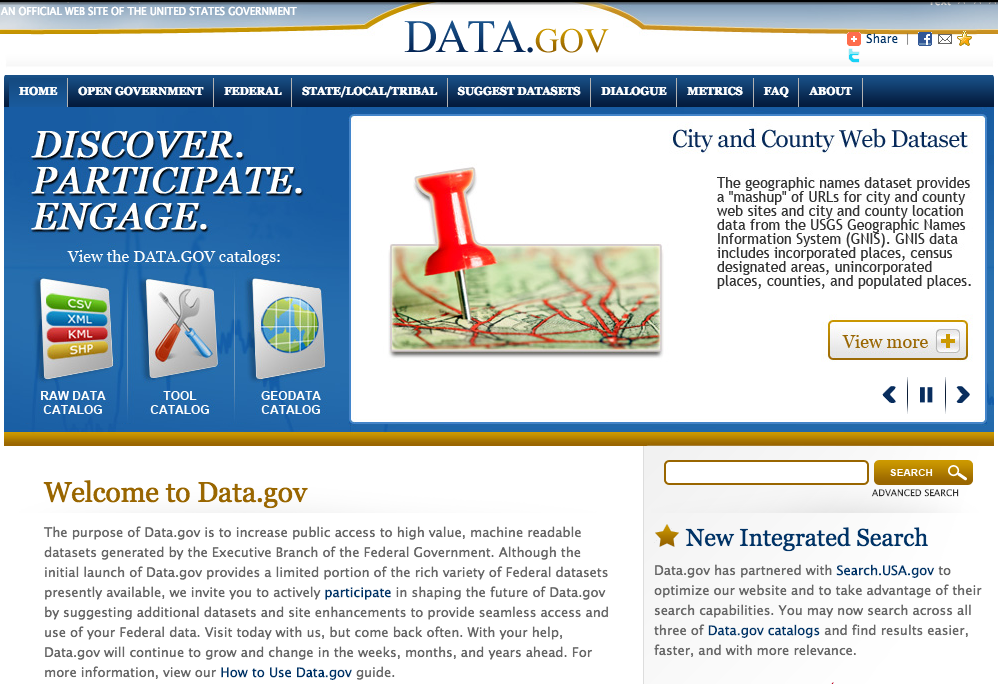 AN OFFICIAL WEB SITE OF THE UNITED STATES GOVERNMENT
DATA.GOV
Share
HOME OPEN GOVERNMENT FEDERAL STATE/LOCAL/TRIBAL SUGGEST DATASETS DIALOGUE METRICS FAQ ABOUT
DISCOVER.
PARTICIPATE.
ENGAGE.
View the DATA.GOV catalogs:
CSV
XML
KML
SHP
RAW DATA
CATALOG
TOOL
CATALOG
GEODATA
CATALOG
City and County Web Dataset
The geographic names dataset provides
a "mashup" of URLs for city and county
web sites and city and county location
data from the USGS Geographic Names
Information System (GNIS). GNIS data
includes incorporated places, census
designated areas, unincorporated
places, counties, and populated places.
View more
Welcome to Data.gov
The purpose of Data.gov is to increase public access to high value, machine readable
datasets generated by the Executive Branch of the Federal Government. Although the
initial launch of Data.gov provides a limited portion of the rich variety of Federal datasets
presently available, we invite you to actively participate in shaping the future of Data.gov
by suggesting additional datasets and site enhancements to provide seamless access and
use of your Federal data. Visit today with us, but come back often. With your help,
Data.gov will continue to grow and change in the weeks, months, and years ahead. For
more information, view our How to Use Data.gov guide.
SEARCH
ADVANCED SEARCH
New Integrated Search
Data.gov has partnered with Search.USA.gov to
optimize our website and to take advantage of their
search capabilities. You may now search across all
three of Data.gov catalogs and find results easier,
faster, and with more relevance.